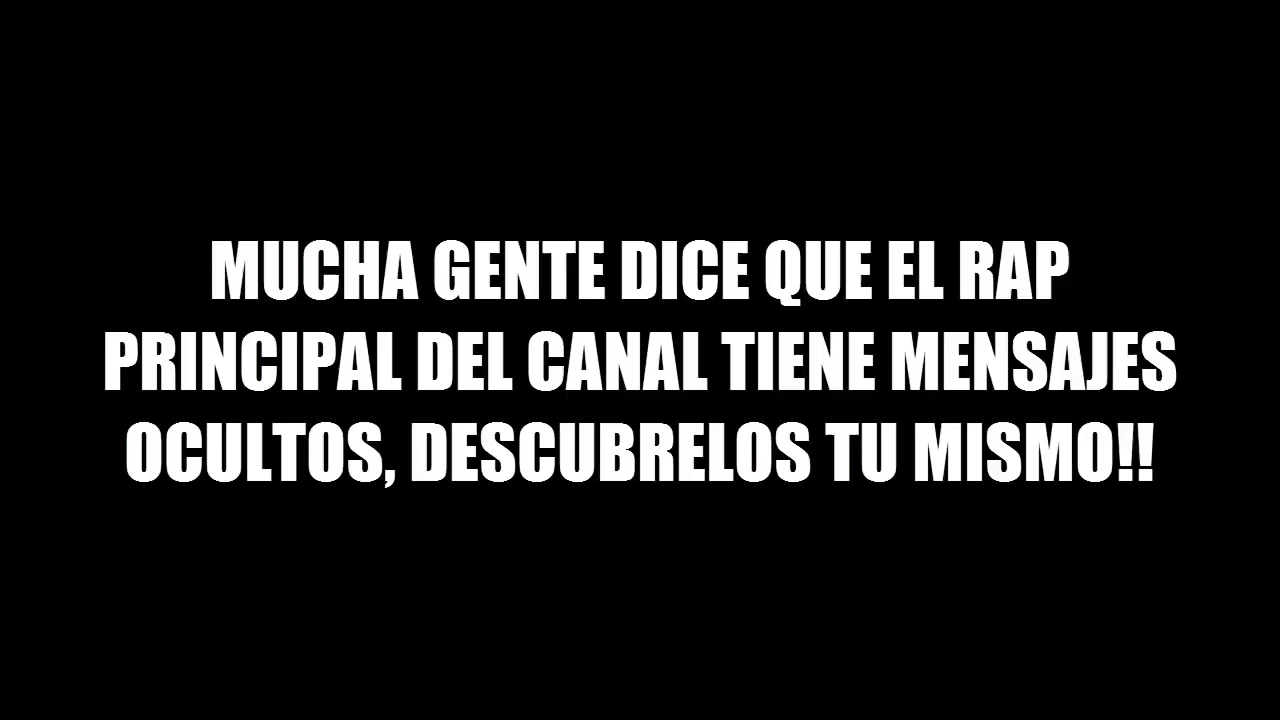 MUCHA GENTE DICE QUE EL RAP
PRINCIPAL DEL CANAL TIENE MENSAJES
OCULTOS, DESCUBRELOS TU MISMO!!